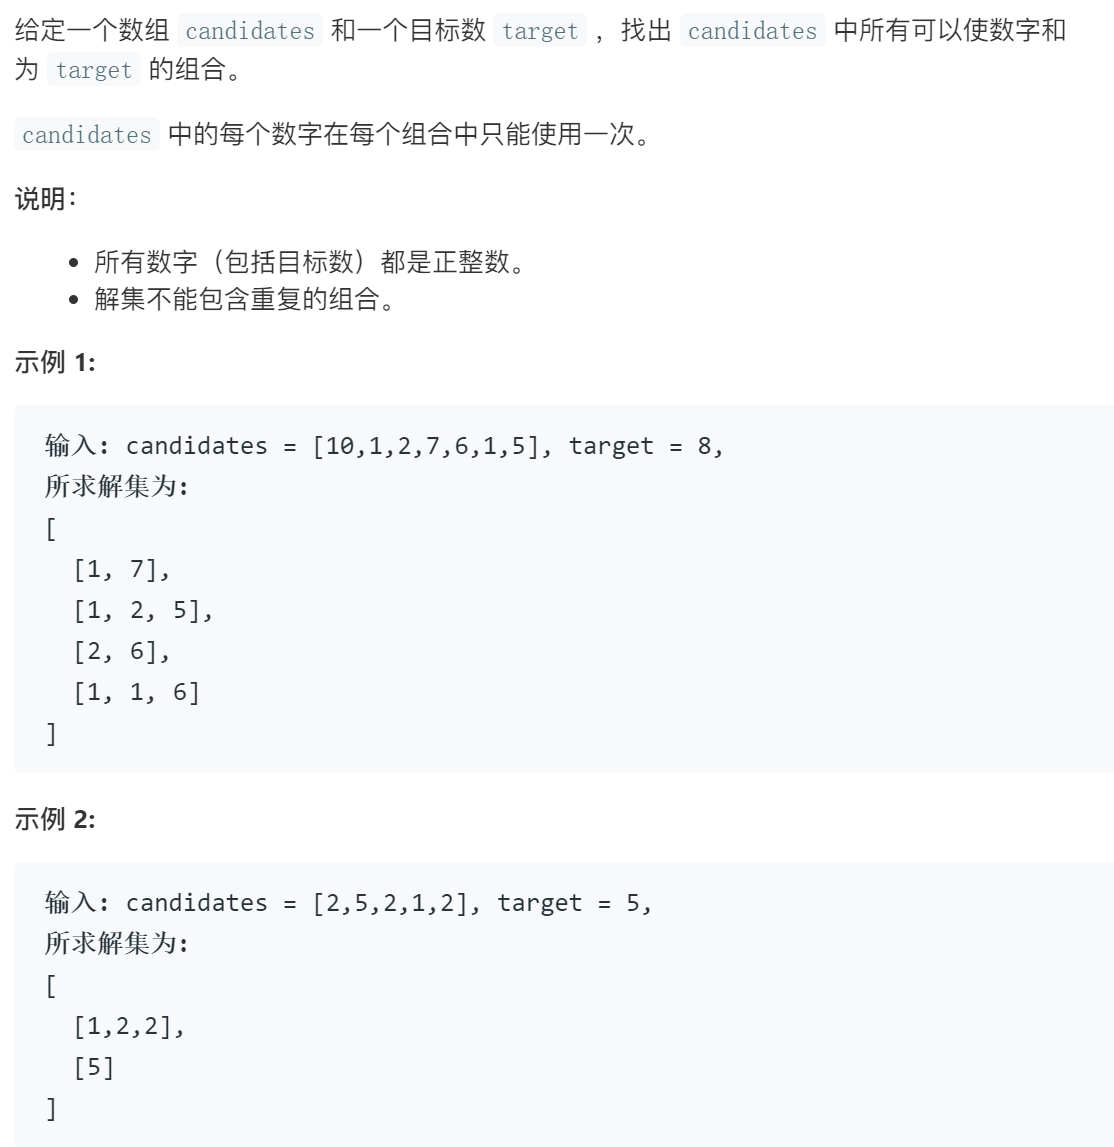 给定一个数组 candidates 和一个目标数 target ，找出 candidates 中所有可以使数字和
为 target 的组合。
candidates 中的每个数字在每个组合中只能使用一次。
说明：
• 所有数字（包括目标数）都是正整数。
• 解集不能包含重复的组合。
示例 1:
输入: candidates = [10,1,2,7,6,1,5], target = 8,
所求解集为:
[
[1, 7],
[1, 2, 5],
[2, 6],
[1, 1, 6]
]
示例 2:
输入: candidates = [2,5,2,1,2], target = 5,
所求解集为:
[
[1,2,2],
[5]
]